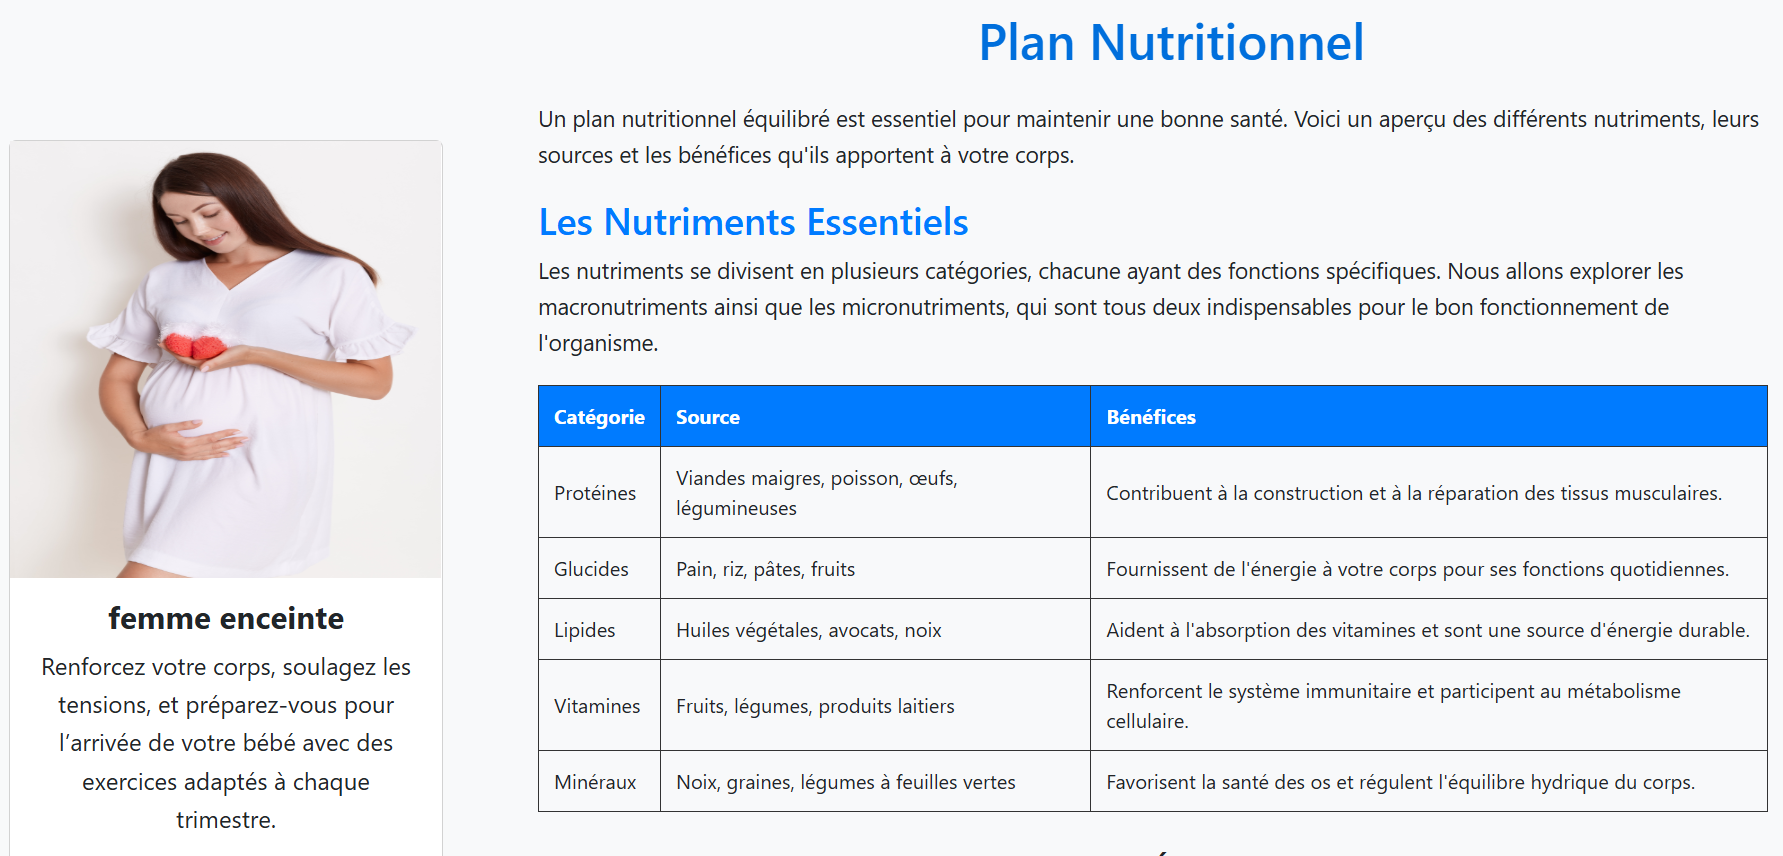 Plan Nutritionnel
Un plan nutritionnel équilibré est essentiel pour maintenir une bonne santé. Voici un aperçu des différents nutriments, leurs
sources et les bénéfices qu'ils apportent à votre corps.
Les Nutriments Essentiels
Les nutriments se divisent en plusieurs catégories, chacune ayant des fonctions spécifiques. Nous allons explorer les
macronutriments ainsi que les micronutriments, qui sont tous deux indispensables pour le bon fonctionnement de
l'organisme.
Catégorie Source Bénéfices
Protéines Viandes maigres, poisson, œufs,
légumineuses Contribuent à la construction et à la réparation des tissus musculaires.
Glucides Pain, riz, pâtes, fruits Fournissent de l'énergie à votre corps pour ses fonctions quotidiennes.
Lipides Huiles végétales, avocats, noix Aident à l'absorption des vitamines et sont une source d'énergie durable.
Vitamines Fruits, légumes, produits laitiers Renforcent le système immunitaire et participent au métabolisme
cellulaire.
Minéraux Noix, graines, légumes à feuilles vertes Favorisent la santé des os et régulent l'équilibre hydrique du corps.
femme enceinte
Renforcez votre corps, soulagez les
tensions, et préparez-vous pour
l’arrivée de votre bébé avec des
exercices adaptés à chaque
trimestre.